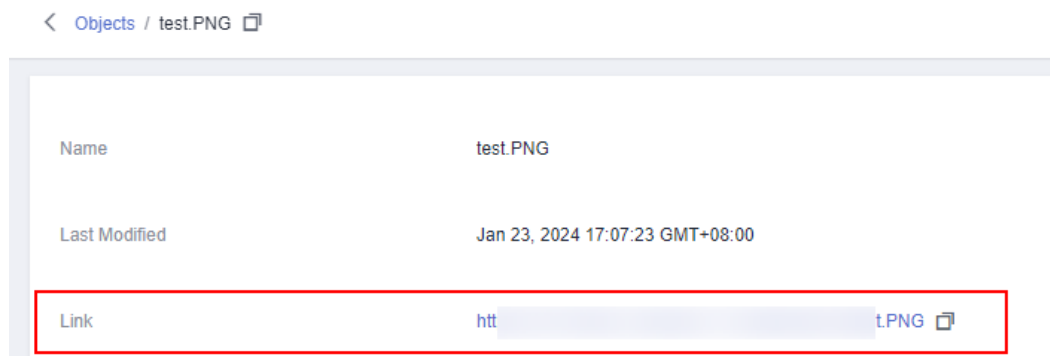 Objects / test.PNG
Name test.PNG
Last Modified Jan 23, 2024 17:07:23 GMT+08:00
Link htt t.PNG